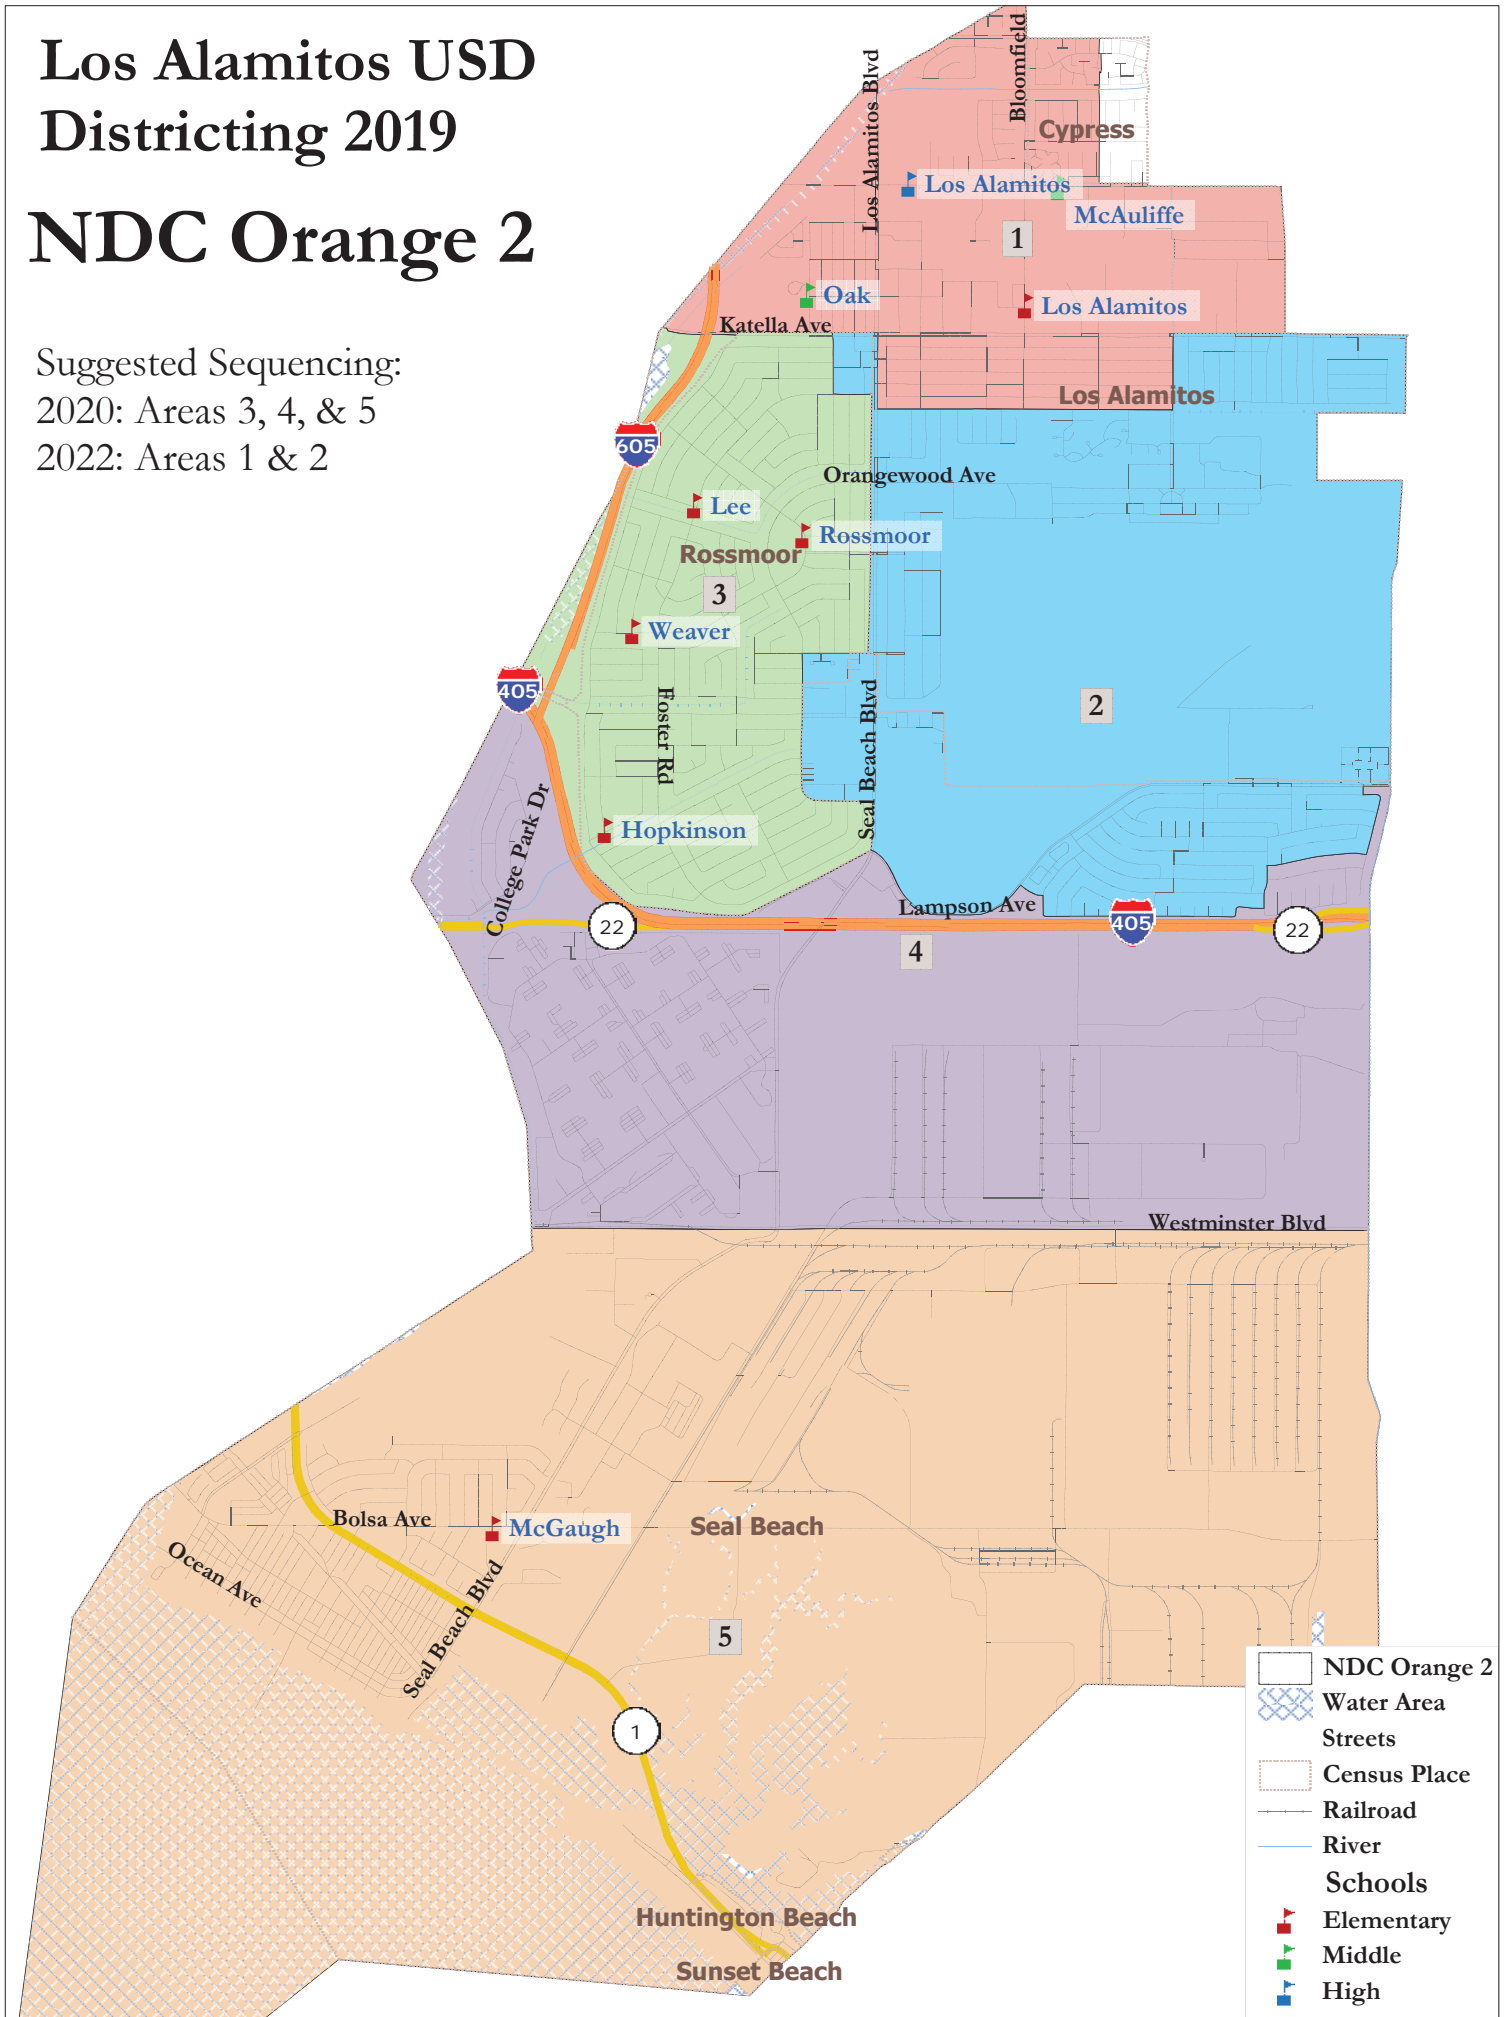 Los Alamitos USD
Districting 2019
NDC Orange 2
Suggested Sequencing:
2020: Areas 3, 4, & 5
2022: Areas 1 & 2
Los Alamitos Blvd
Bloomfield
Cypress
Los Alamitos
McAuliffe
1
Oak
Los Alamitos
Katella Ave
Los Alamitos
605
Orangewood Ave
Lee
Rossmoor
Rossmoor
3
Weaver
405
Foster Rd
Seal Beach Blvd
2
College Park Dr
Hopkinson
Lampson Ave
22
405
22
4
Westminster Blvd
Bolsa Ave
McGaugh
Seal Beach
Ocean Ave
Seal Beach Blvd
5
1
Huntington Beach
Sunset Beach
NDC Orange 2
Water Area
Streets
Census Place
Railroad
River
Schools
Elementary
Middle
High